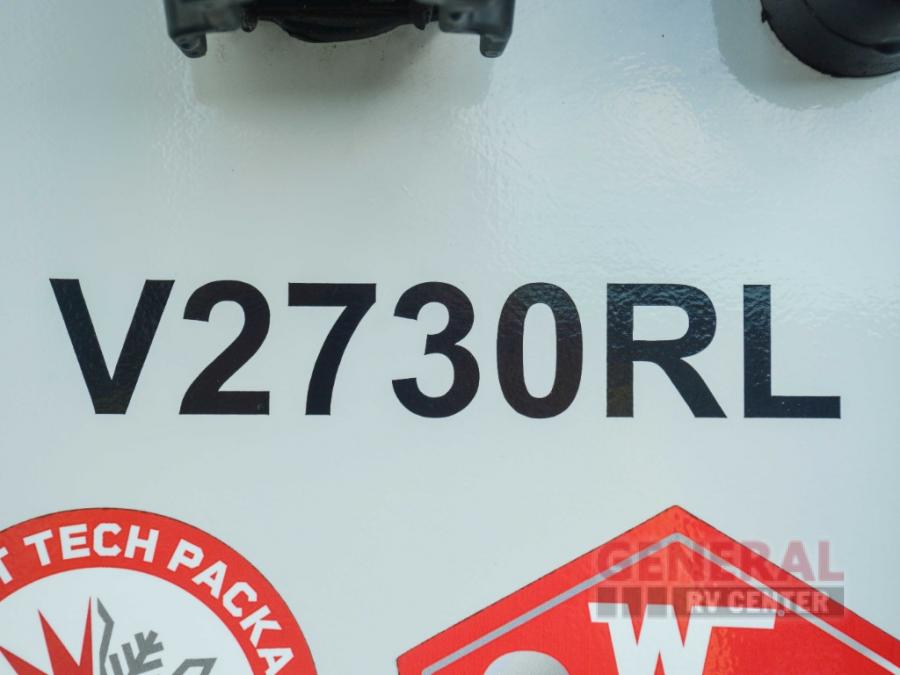 V2730RL
T TECH PACKA
GENERAL
RV CENTER
W